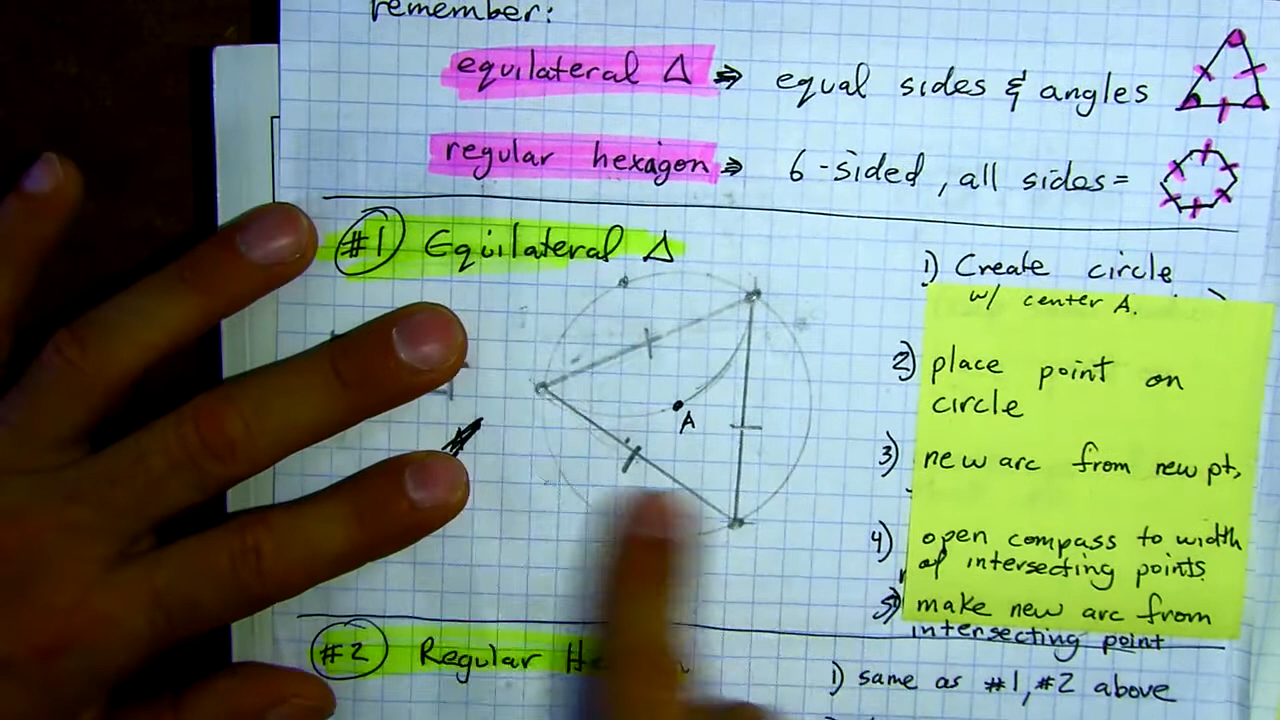 remember:
equilateral Δ ⇒ equal sides & angles
regular hexagon ⇒ 6-sided, all sides =
#1 Equilateral Δ
A
1) Create circle
w/ center A.
2) place point on
circle
3) new arc from new pt.
4) open compass to width
of intersecting points
5) make new arc from
intersecting point
#2 Regular
1) same as #1, #2 above